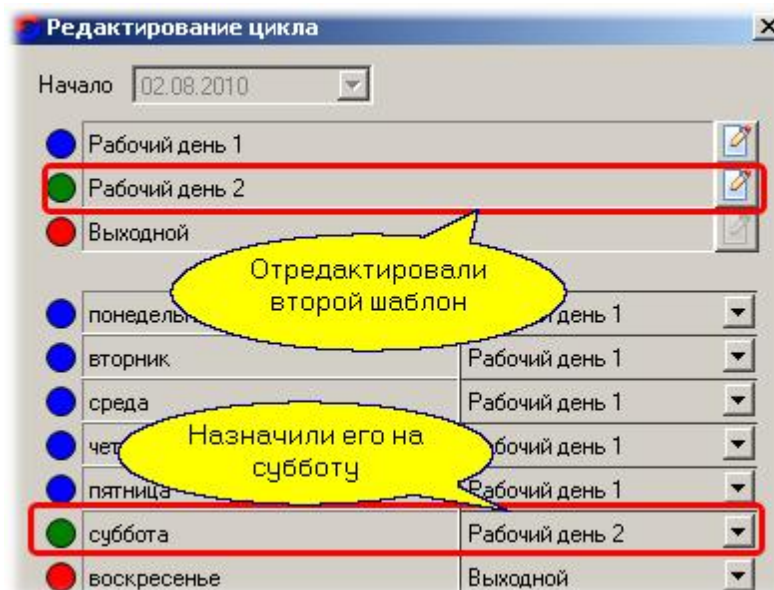 Редактирование цикла
Начало 02.08.2010
Рабочий день 1
Рабочий день 2
Выходной
Отредактировали
второй шаблон
день 1
вторник Рабочий день 1
среда Рабочий день 1
Назначили его на
субботу
день 1
пятница Рабочий день 1
суббота Рабочий день 2
воскресенье Выходной